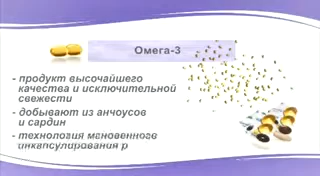 Омега-3
- продукт высочайшего
качества и исключительной
свежести
- добывают из анчоусов
и сардин
- технология мгновенного
инкапсулирования р